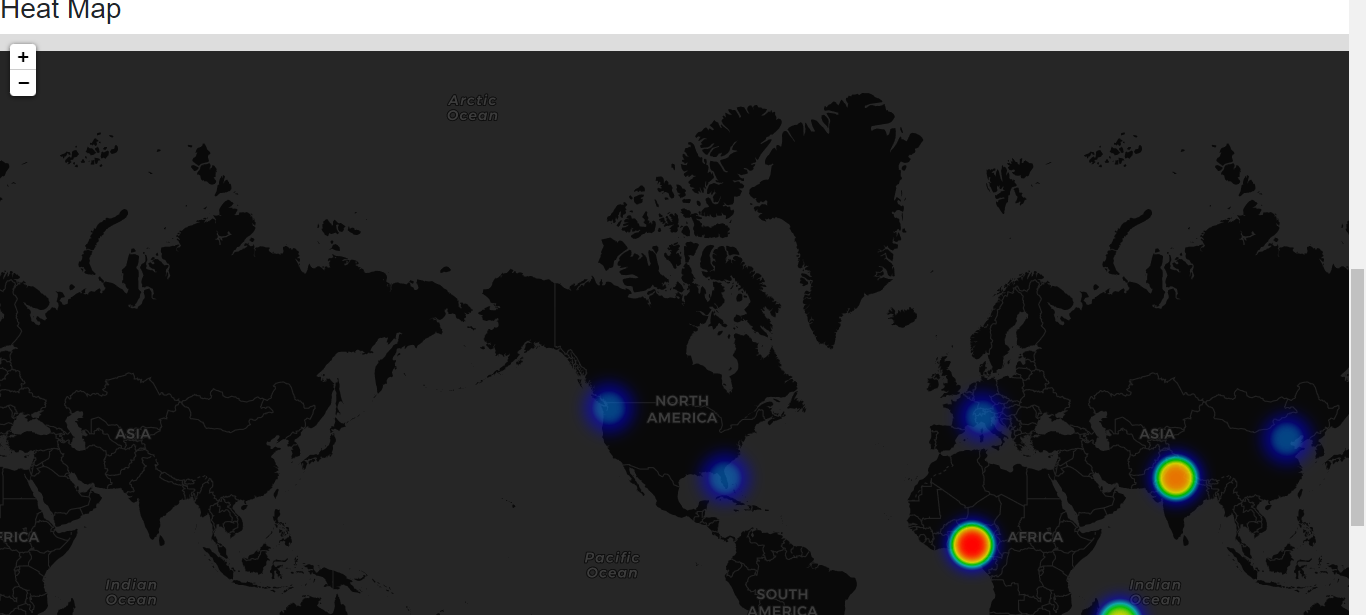 Heat Map
+
−
Arctic
Ocean
NORTH
AMERICA
ASIA
ASIA
FRICA
AFRICA
Pacific
Ocean
Indian
Ocean
Indian
Ocean
SOUTH
AMERICA